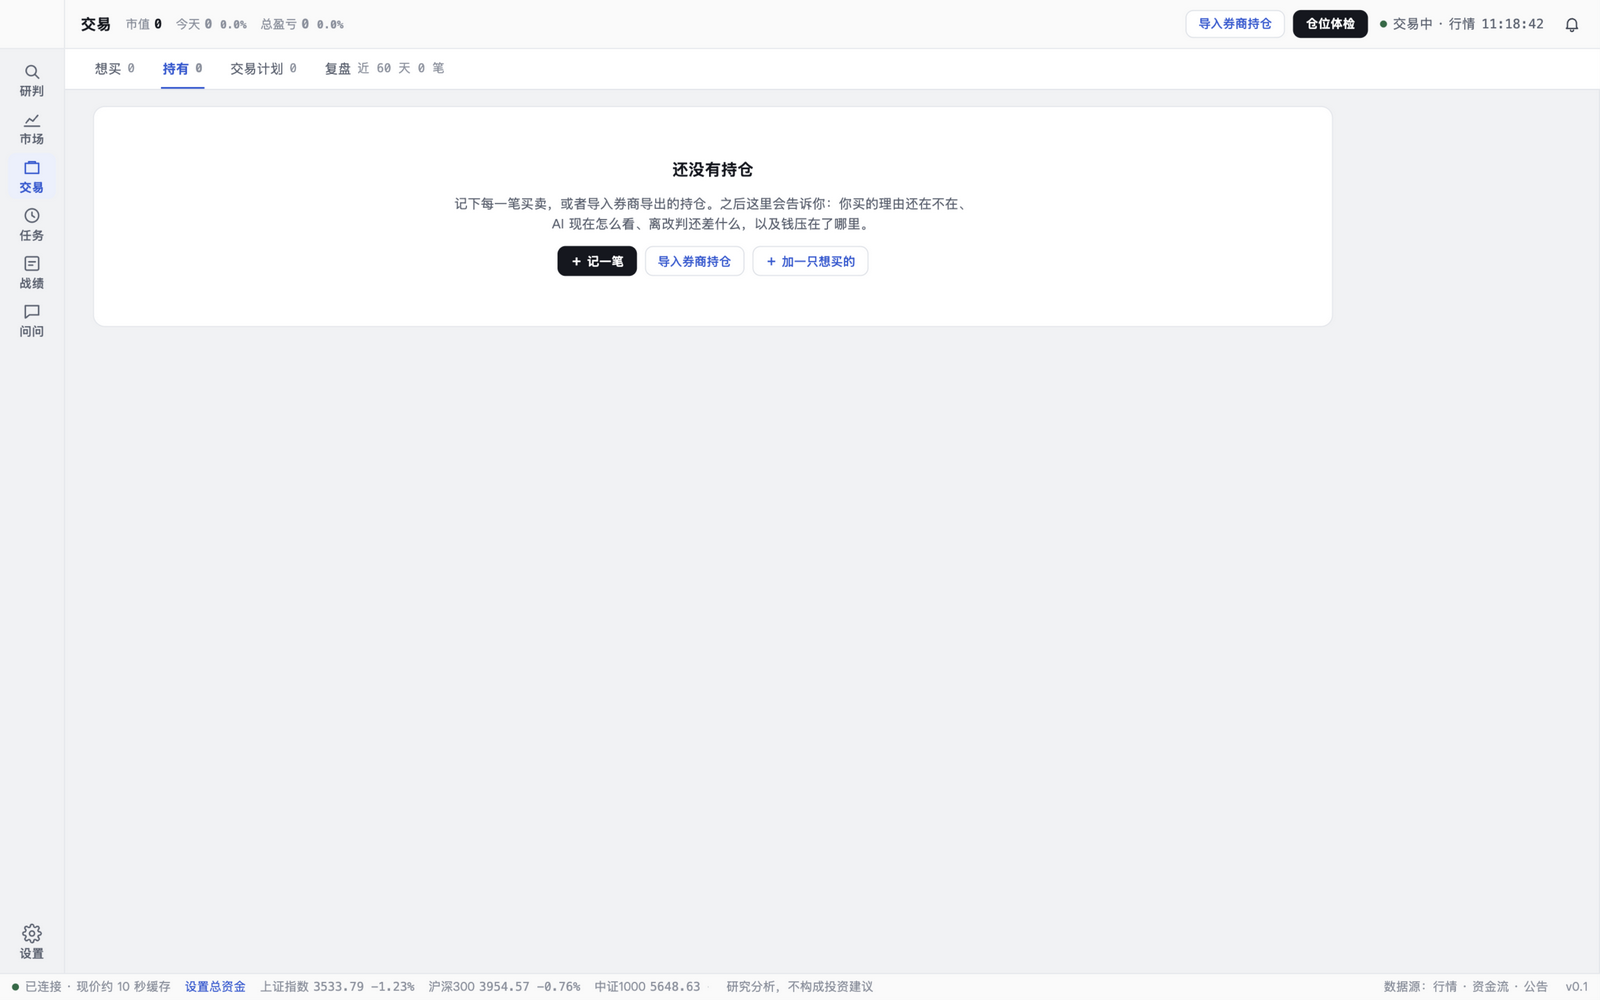 交易 市值 0 今天 0 0.0% 总盈亏 0 0.0% 导入券商持仓 仓位体检 交易中 · 行情 11:18:42
想买 0 持有 0 交易计划 0 复盘 近 60 天 0 笔
研判
市场
交易
任务
战绩
问问
设置
还没有持仓
记下每一笔买卖，或者导入券商导出的持仓。之后这里会告诉你：你买的理由还在不在、
AI 现在怎么看、离改判还差什么，以及钱压在了哪里。
+ 记一笔 导入券商持仓 + 加一只想买的
已连接 · 现价约 10 秒缓存 设置总资金 上证指数 3533.79 −1.23% 沪深300 3954.57 −0.76% 中证1000 5648.63 研究分析，不构成投资建议 数据源：行情 · 资金流 · 公告 v0.1